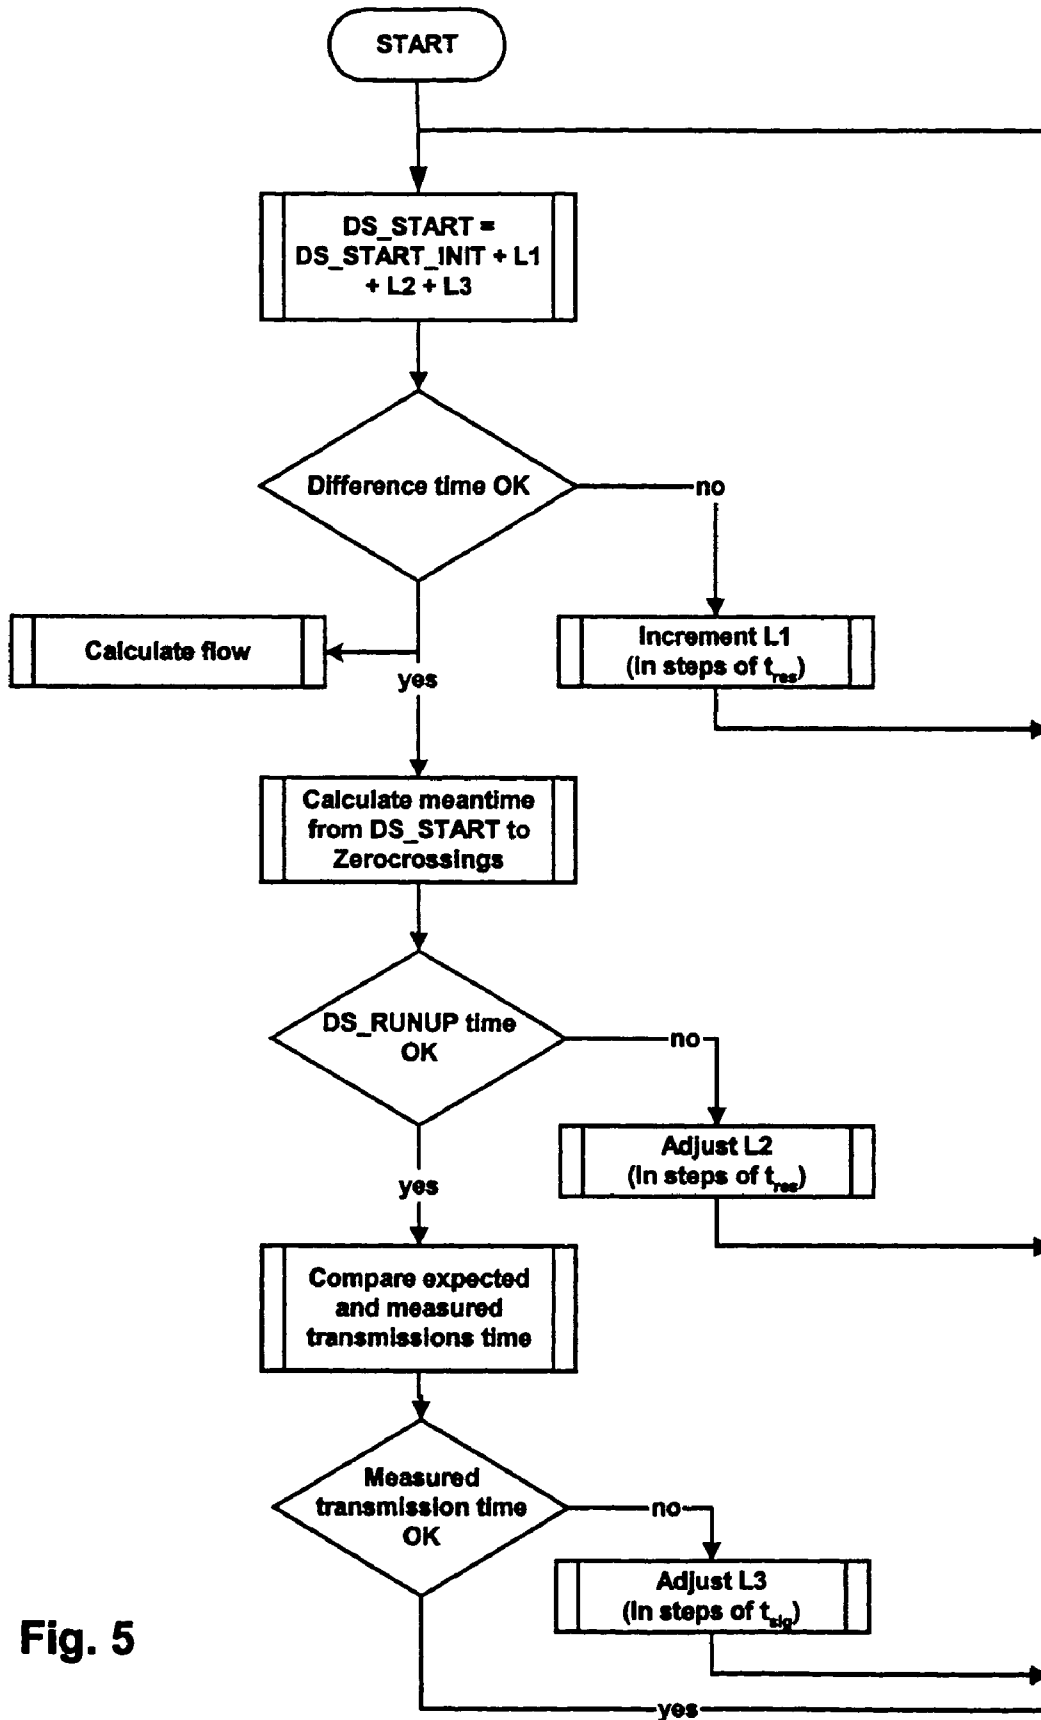 START
DS_START =
DS_START_INIT + L1
+ L2 + L3
Difference time OK
no
Calculate flow
yes
Increment L1
(in steps of t_res)
Calculate meantime
from DS_START to
Zerocrossings
DS_RUNUP time
OK
no
Adjust L2
(in steps of t_res)
yes
Compare expected
and measured
transmissions time
Measured
transmission time
OK
no
Adjust L3
(in steps of t_sig)
yes
Fig. 5